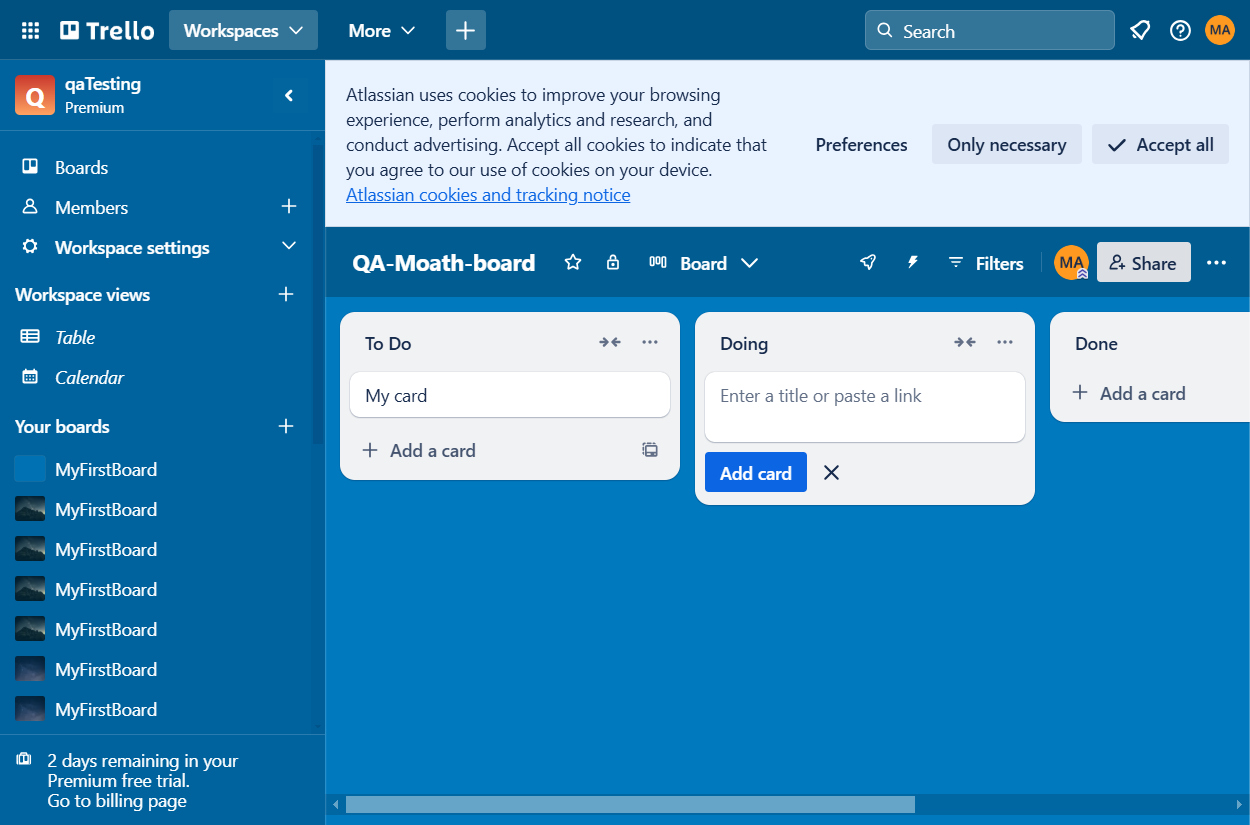 Trello
Workspaces
More
Search
MA
Q
qaTesting
Premium
Atlassian uses cookies to improve your browsing
experience, perform analytics and research, and
conduct advertising. Accept all cookies to indicate that
you agree to our use of cookies on your device.
Atlassian cookies and tracking notice
Preferences
Only necessary
Accept all
Boards
Members
Workspace settings
Workspace views
Table
Calendar
Your boards
MyFirstBoard
MyFirstBoard
MyFirstBoard
MyFirstBoard
MyFirstBoard
MyFirstBoard
MyFirstBoard
2 days remaining in your
Premium free trial.
Go to billing page
QA-Moath-board
Board
Filters
MA
Share
To Do
My card
Add a card
Doing
Enter a title or paste a link
Add card
Done
Add a card